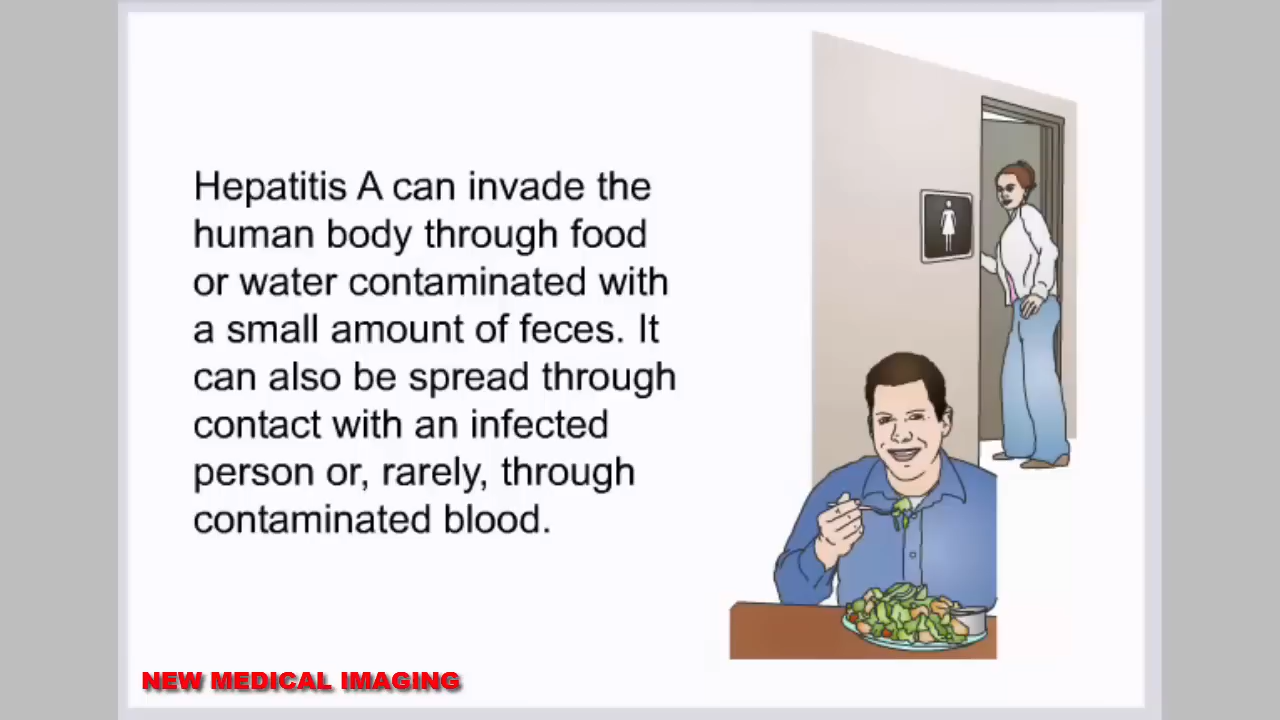 Hepatitis A can invade the
human body through food
or water contaminated with
a small amount of feces. It
can also be spread through
contact with an infected
person or, rarely, through
contaminated blood.
NEW MEDICAL IMAGING